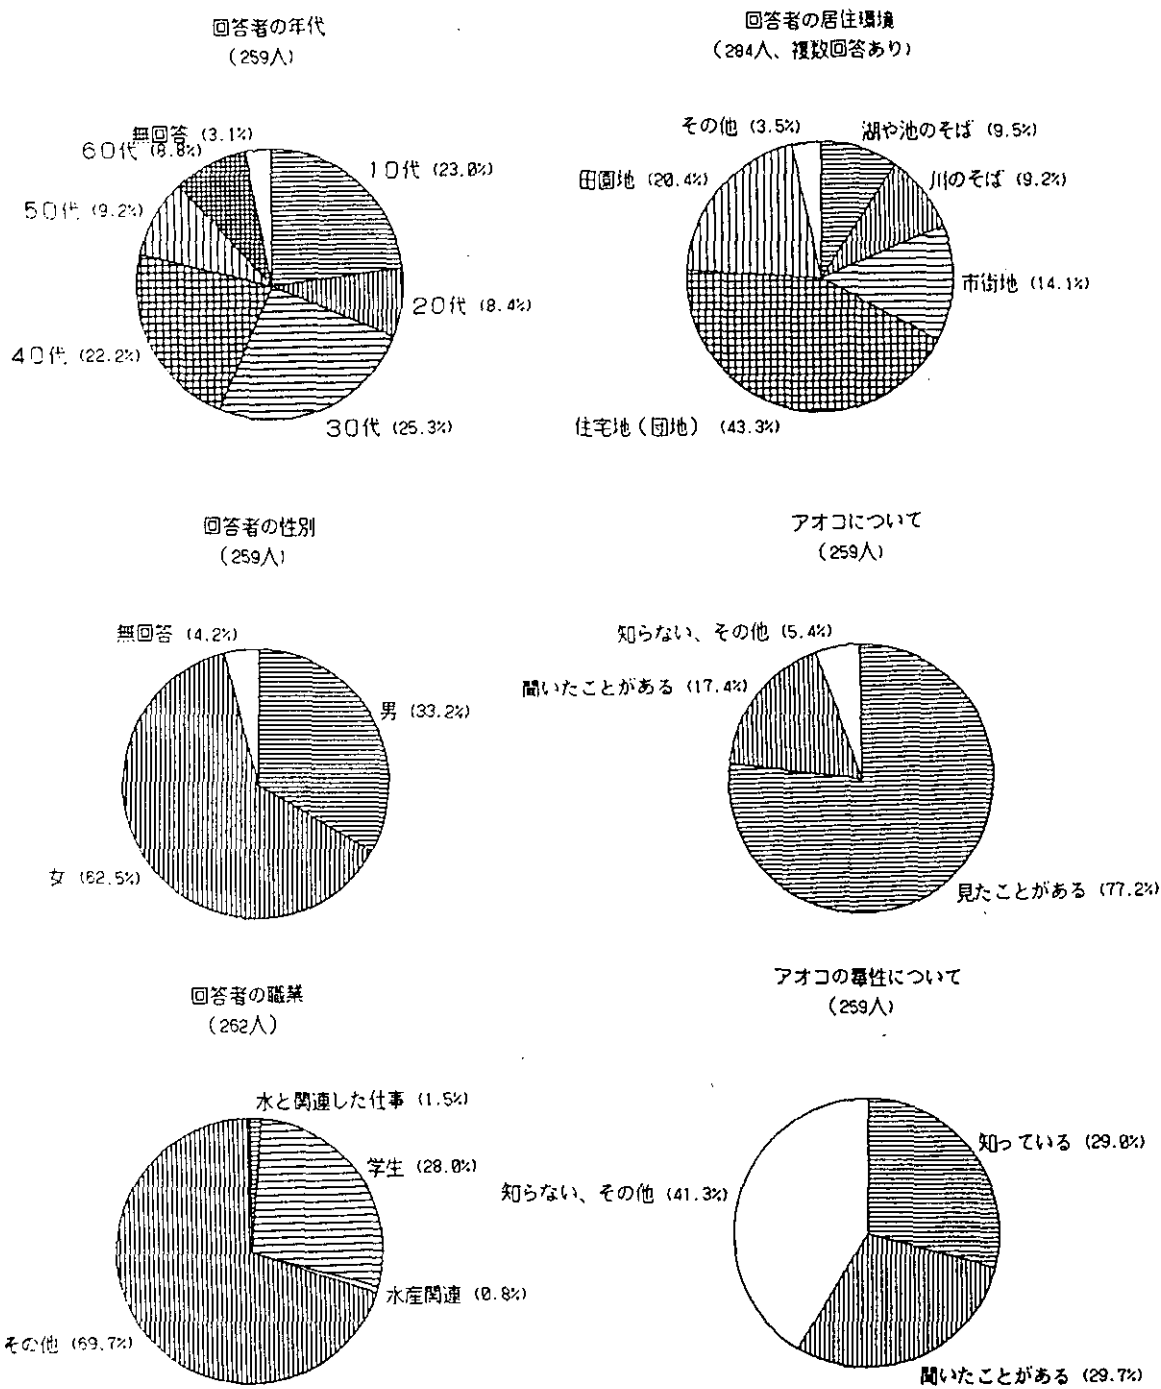 回答者の年代
(259人)
無回答 (3.1%)
60代 (8.8%)
10代 (23.0%)
50代 (9.2%)
20代 (8.4%)
40代 (22.2%)
30代 (25.3%)
回答者の居住環境
(284人、複数回答あり)
その他 (3.5%)
湖や池のそば (9.5%)
田園地 (20.4%)
川のそば (9.2%)
市街地 (14.1%)
住宅地(団地) (43.3%)
回答者の性別
(259人)
無回答 (4.2%)
男 (33.2%)
女 (62.5%)
アオコについて
(259人)
知らない、その他 (5.4%)
聞いたことがある (17.4%)
見たことがある (77.2%)
回答者の職業
(262人)
水と関連した仕事 (1.5%)
学生 (28.0%)
水産関連 (0.8%)
その他 (69.7%)
アオコの毒性について
(259人)
知っている (29.0%)
知らない、その他 (41.3%)
聞いたことがある (29.7%)